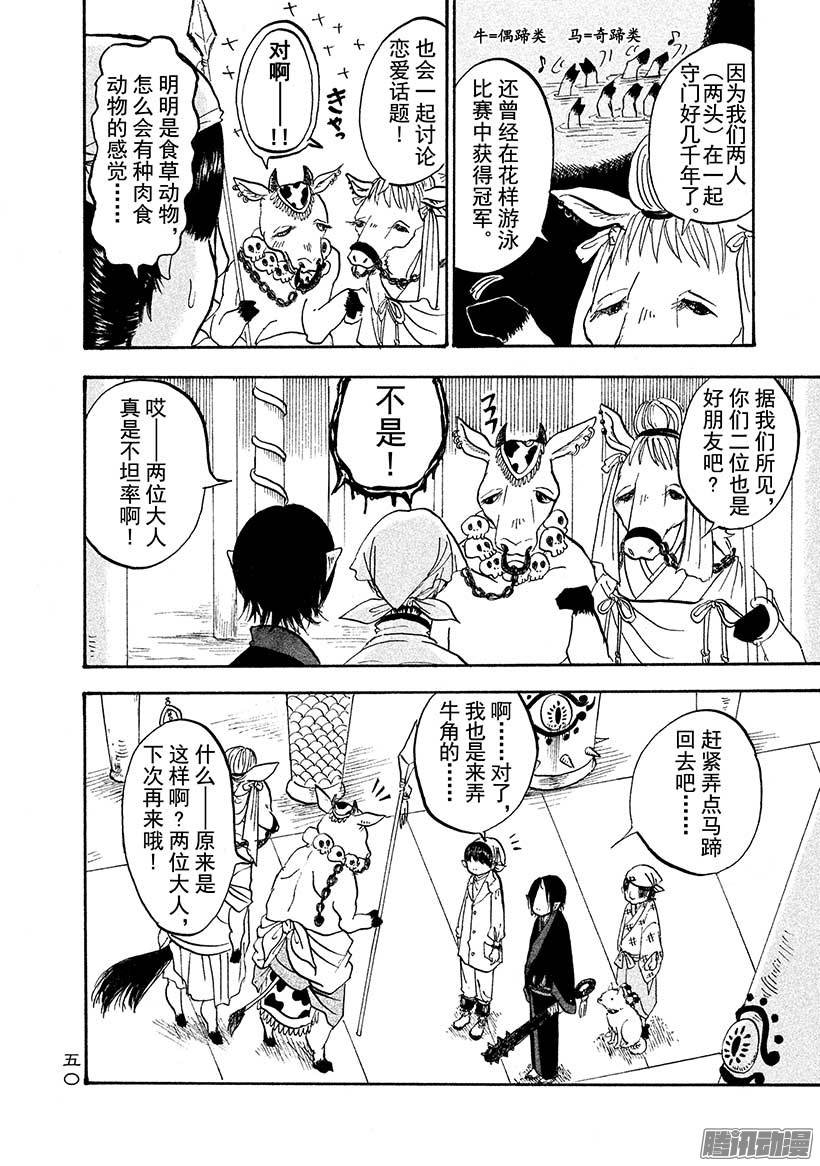 因为我们两人
（两头）在一起
守门好几千年了。
牛=偶蹄类
马=奇蹄类
还曾经在花样游泳
比赛中获得冠军。
也会一起讨论
恋爱话题！
对啊——！！
きゃっ
明明是食草动物，
怎么会有种肉食
动物的感觉……
据我们所见，
你们二位也是
好朋友吧？
不是！
哎——两位大人
真是不坦率啊！
赶紧弄点马蹄
回去吧……
啊……对了，
我也是来弄
牛角的……
什么——原来是
这样啊？两位大人，
下次再来哦！
五〇
腾讯动漫